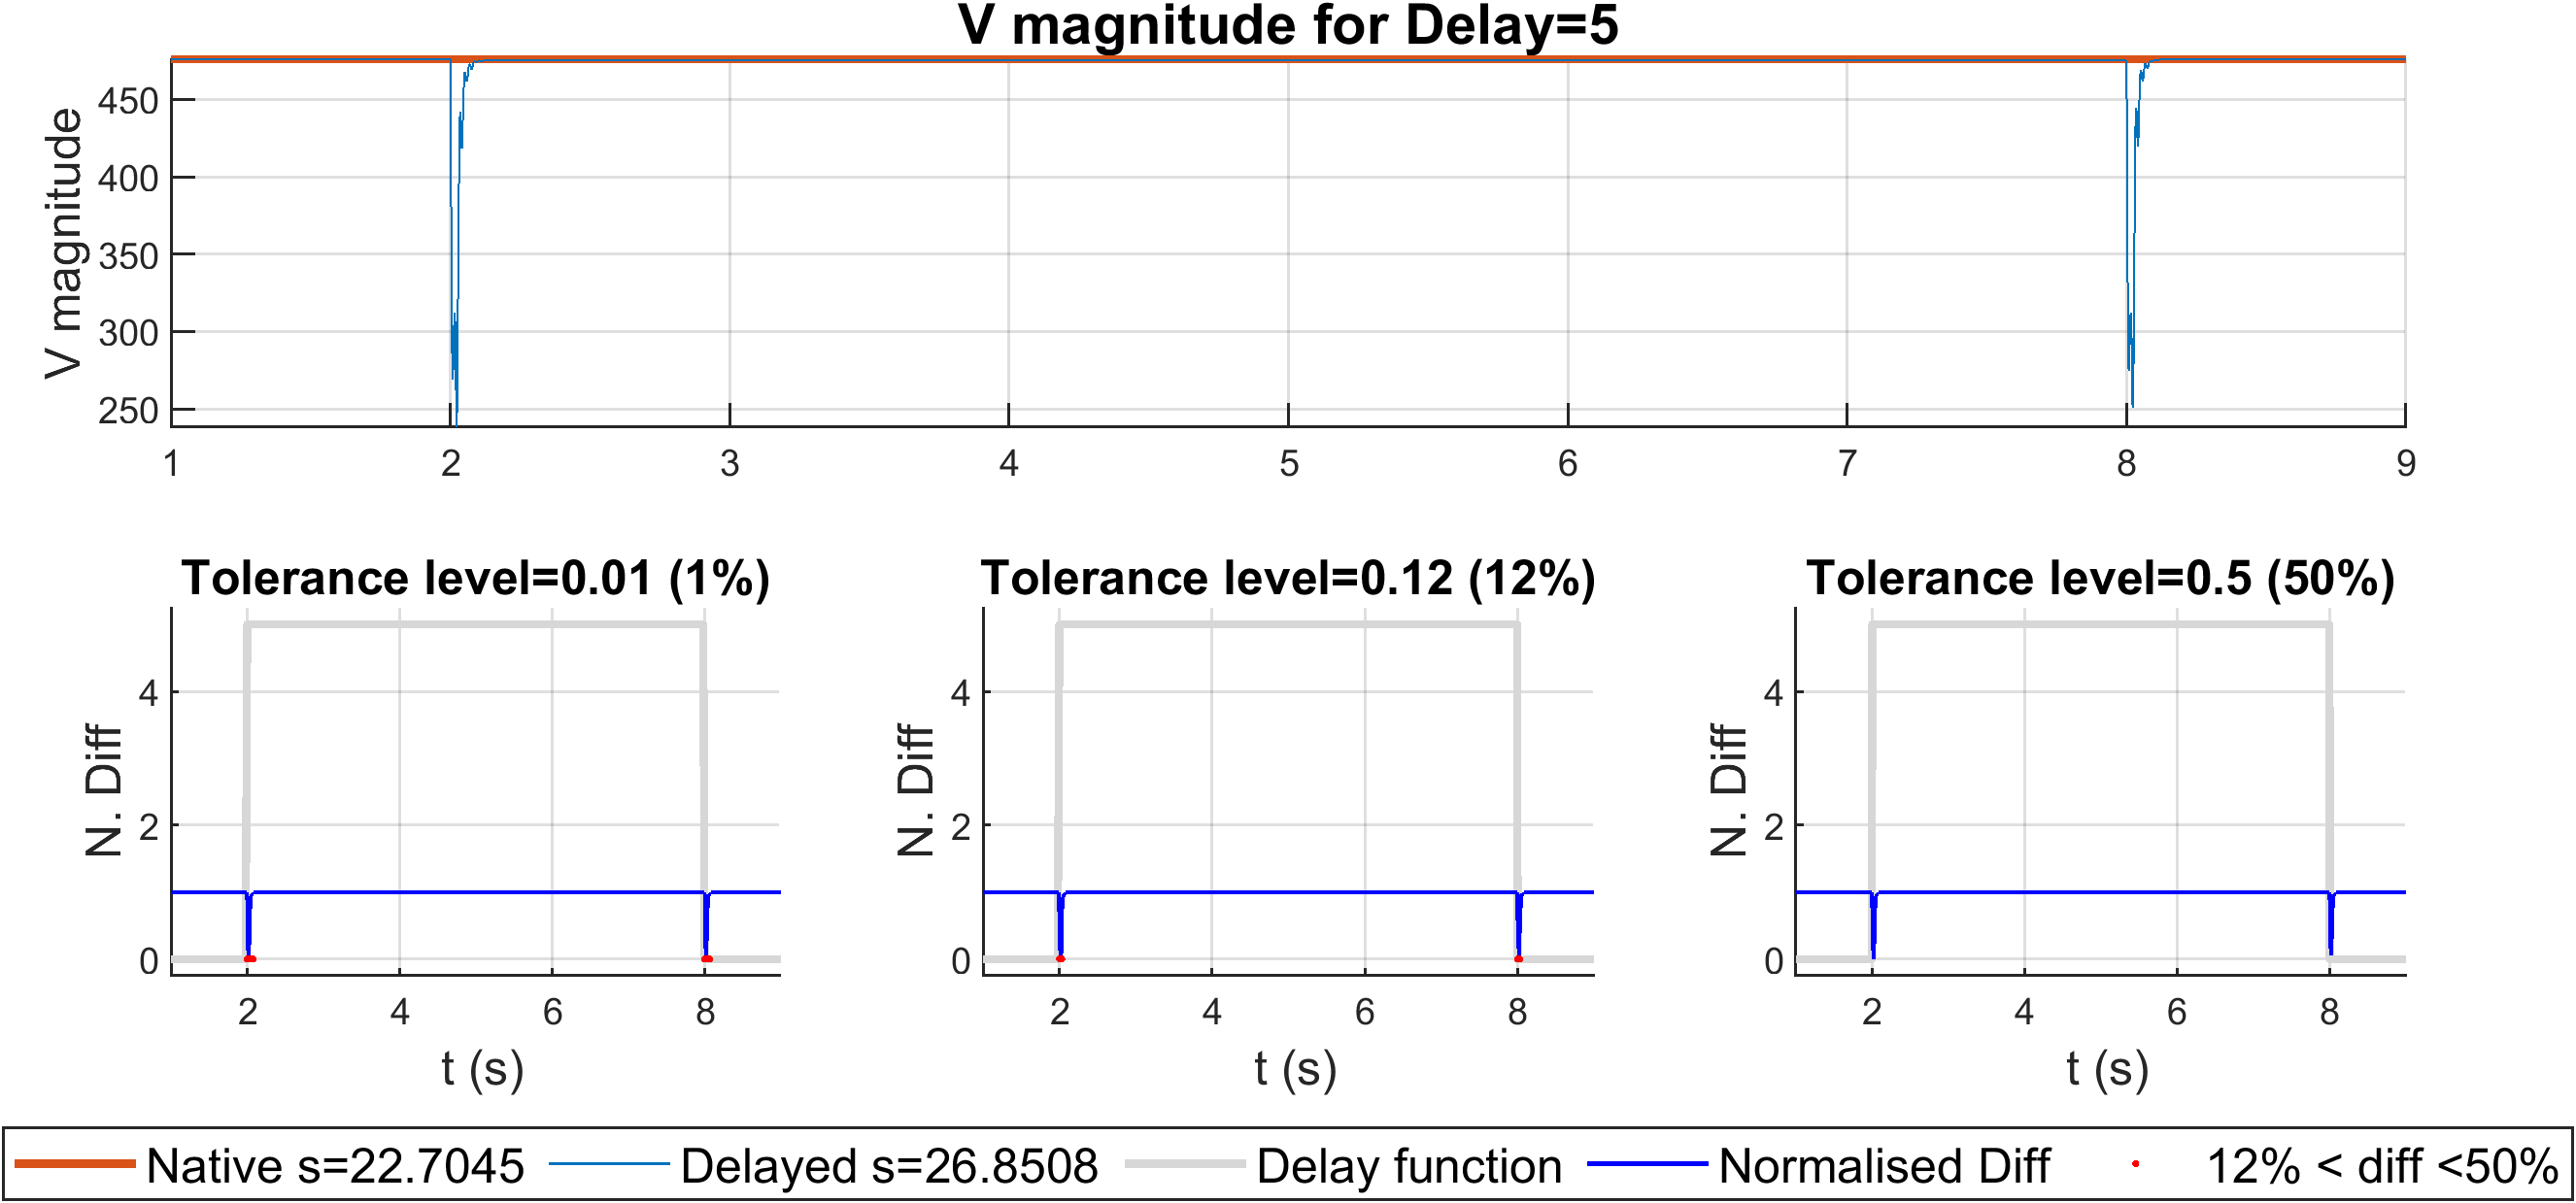 V magnitude for Delay=5
V magnitude
450
400
350
300
250
1 2 3 4 5 6 7 8 9
Tolerance level=0.01 (1%)
N. Diff
4
2
0
2 4 6 8
t (s)
Tolerance level=0.12 (12%)
N. Diff
4
2
0
2 4 6 8
t (s)
Tolerance level=0.5 (50%)
N. Diff
4
2
0
2 4 6 8
t (s)
Native s=22.7045 Delayed s=26.8508 Delay function Normalised Diff 12% < diff <50%